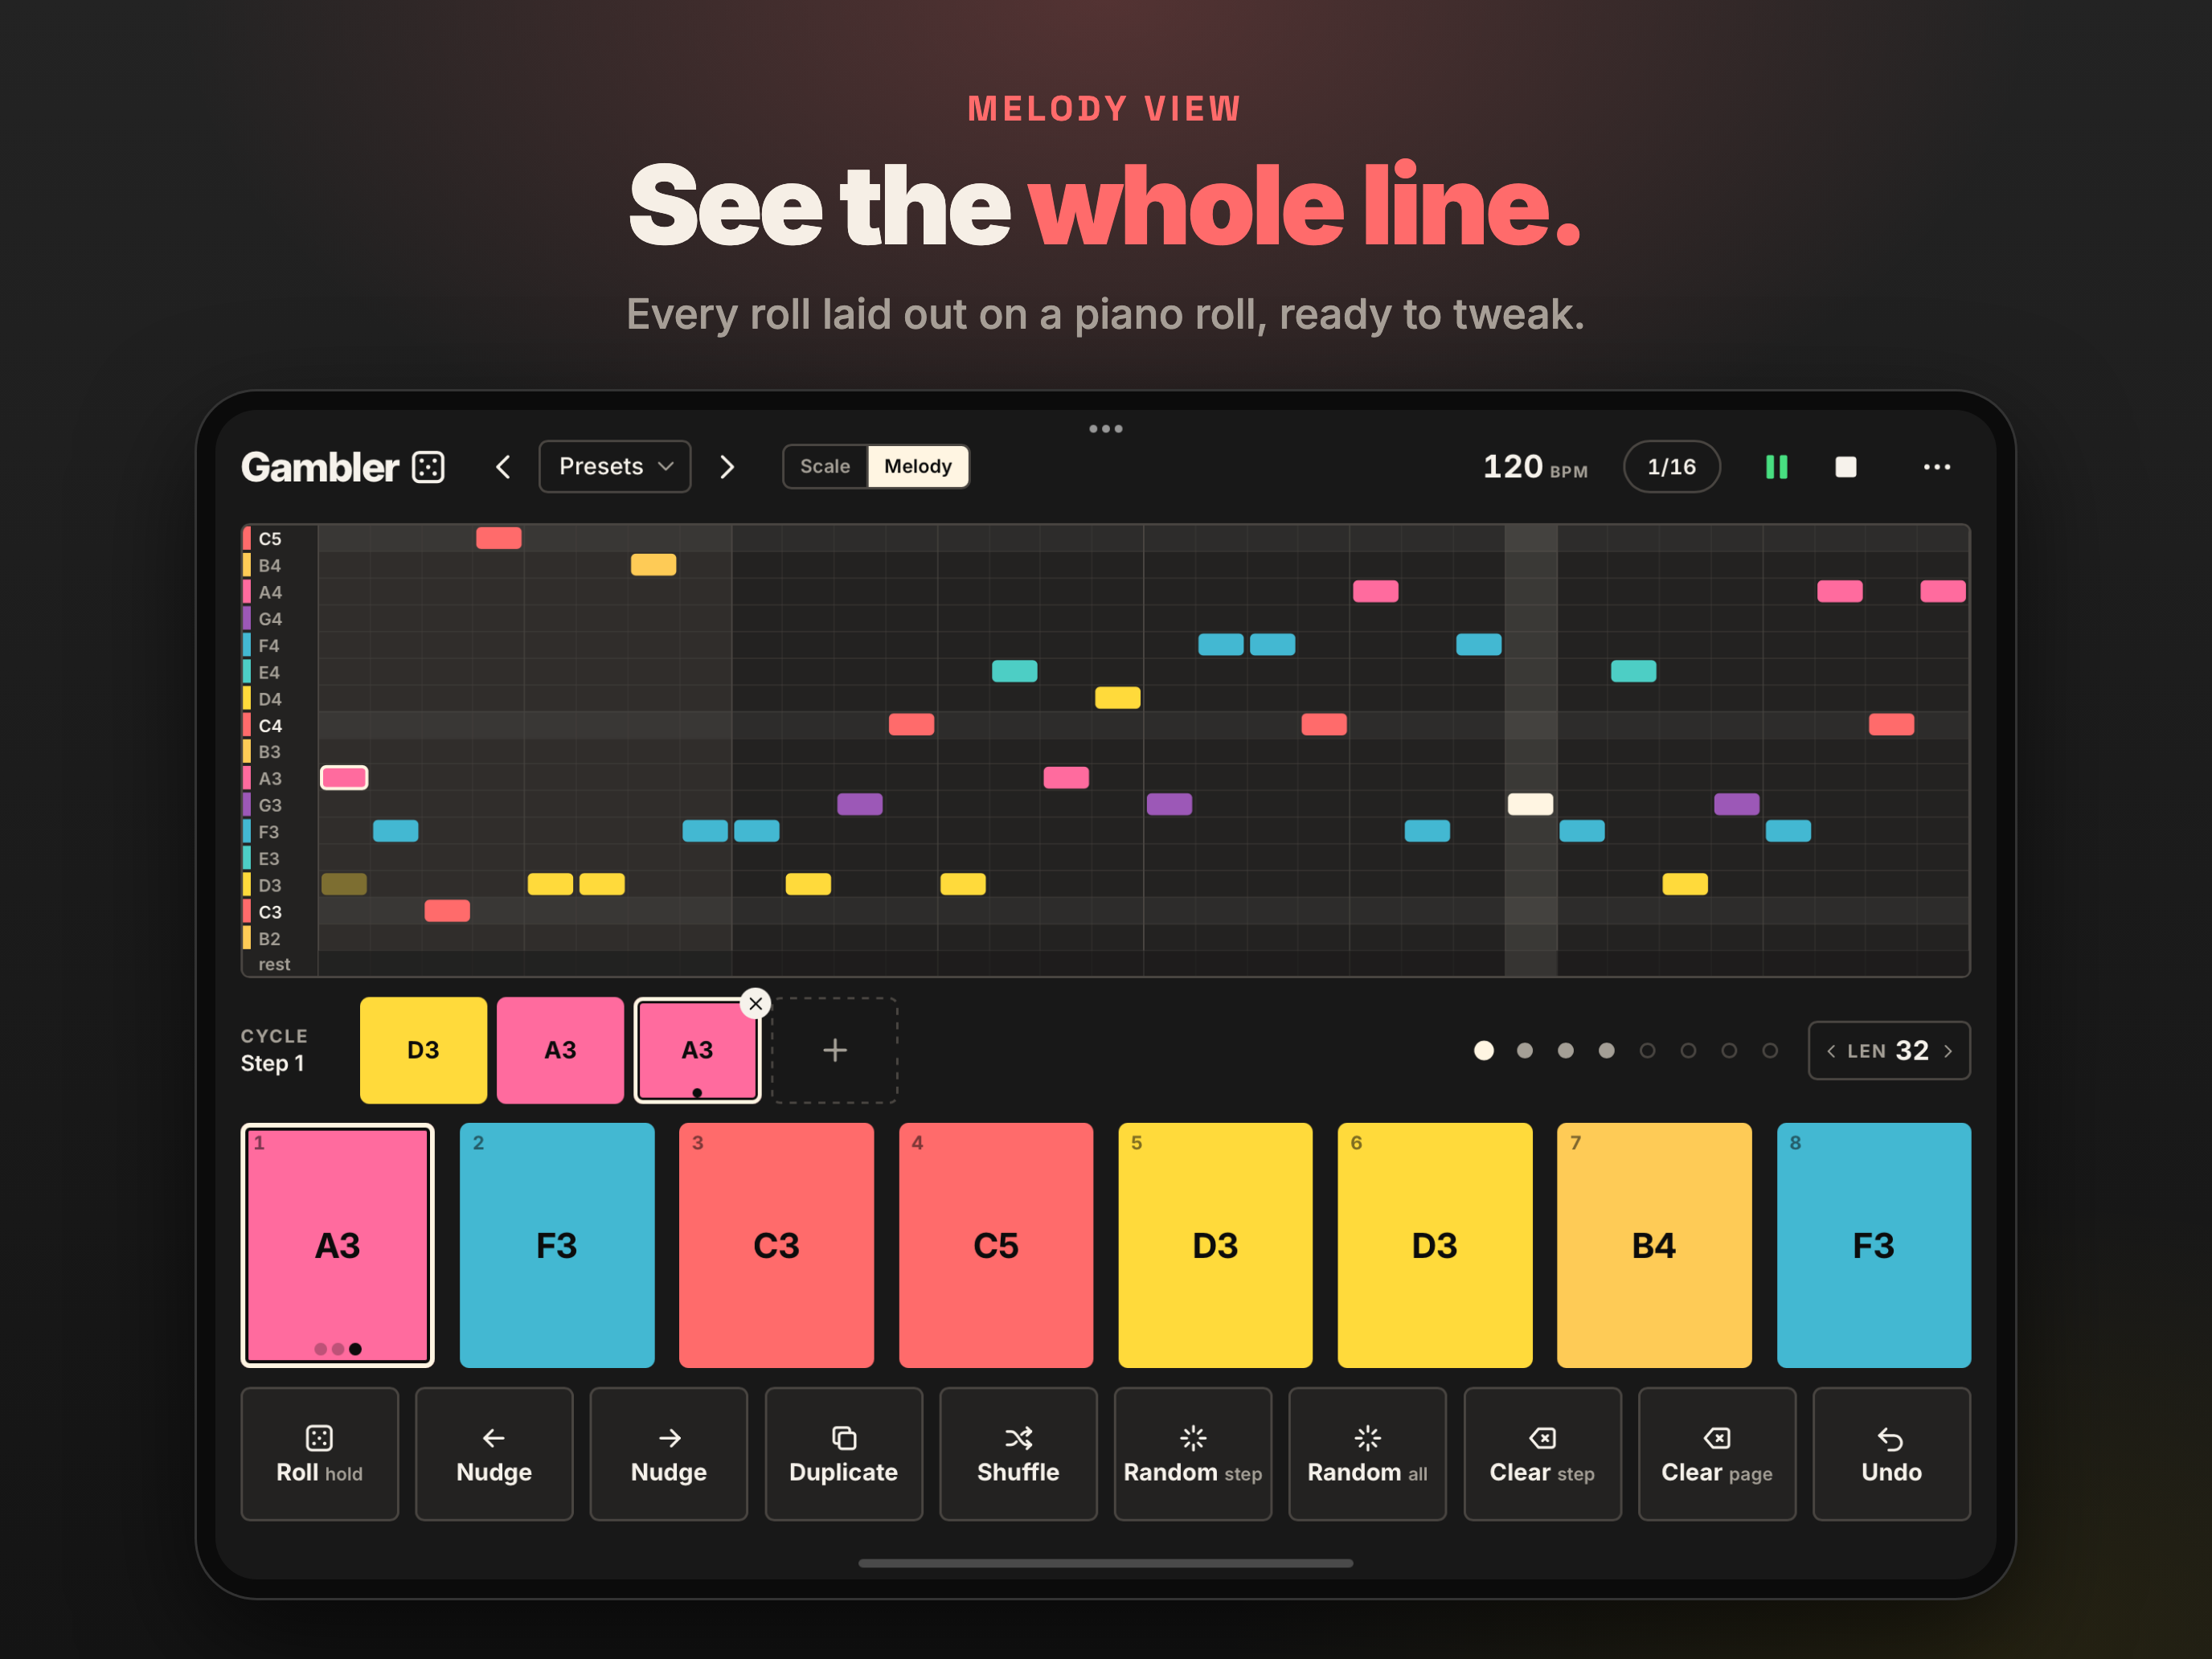 MELODY VIEW
See the whole line.
Every roll laid out on a piano roll, ready to tweak.
Gambler
Presets
Scale Melody
120 BPM
1/16
C5
B4
A4
G4
F4
E4
D4
C4
B3
A3
G3
F3
E3
D3
C3
B2
rest
CYCLE
Step 1
D3 A3 A3 +
LEN 32
1 2 3 4 5 6 7 8
A3 F3 C3 C5 D3 D3 B4 F3
Roll hold
Nudge
Nudge
Duplicate
Shuffle
Random step
Random all
Clear step
Clear page
Undo